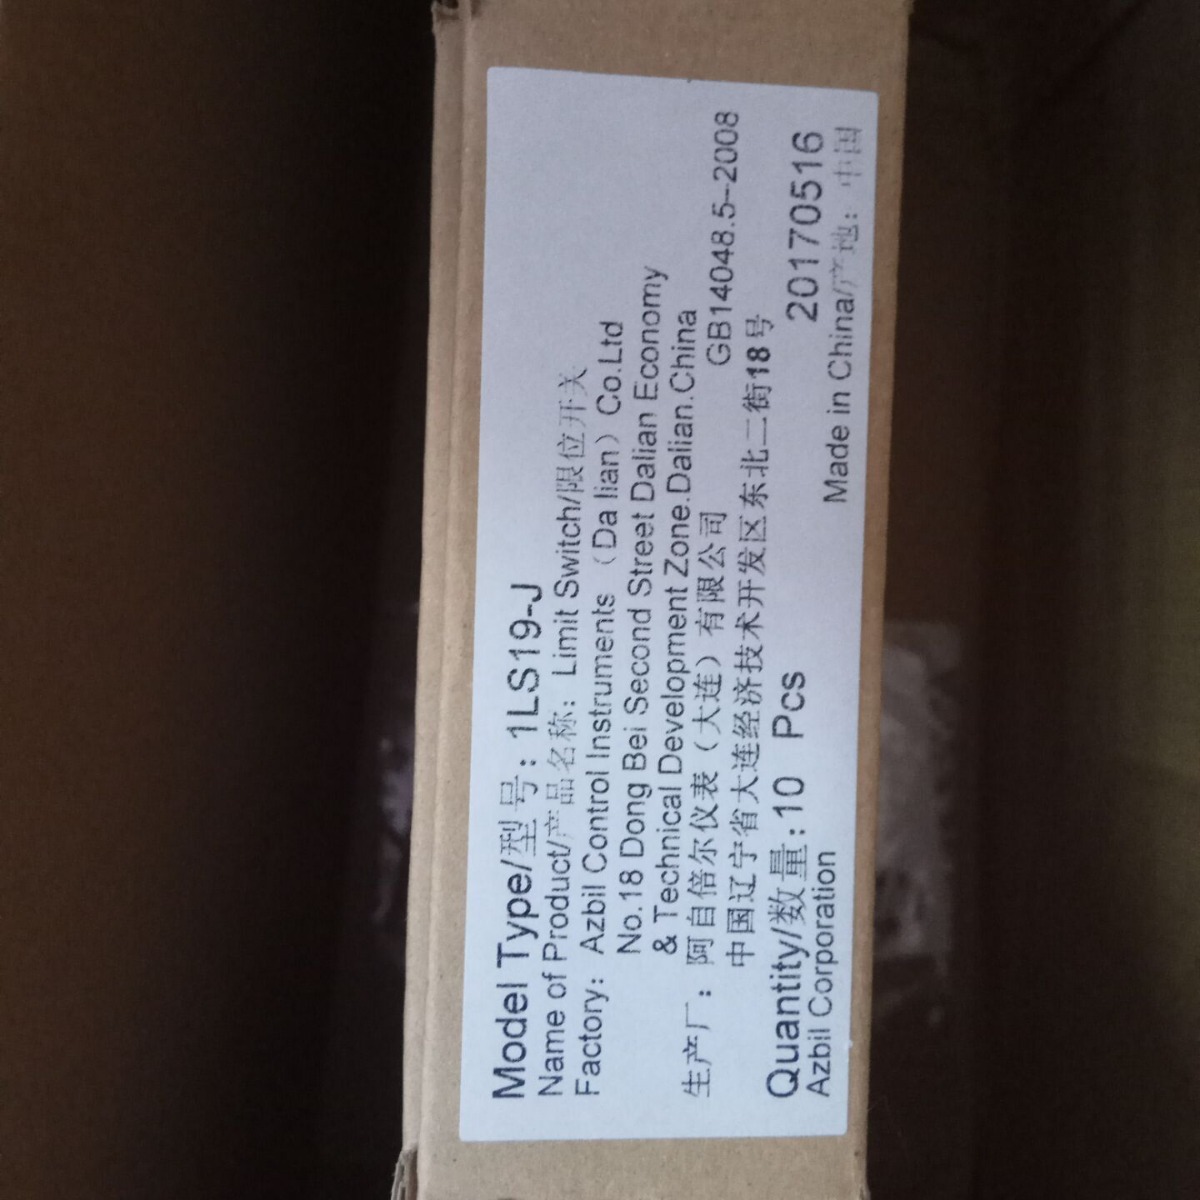 Model Type/型号: 1LS19-J
Name of Product/产品名称: Limit Switch/限位开关
Factory: Azbil Control Instruments （Da lian）Co.Ltd
No.18 Dong Bei Second Street Dalian Economy
& Technical Development Zone.Dalian.China
生产厂: 阿自倍尔仪表（大连）有限公司 GB14048.5-2008
中国辽宁省大连经济技术开发区东北二街18号
Quantity/数量: 10 Pcs 20170516
Azbil Corporation Made in China/产地: 中国